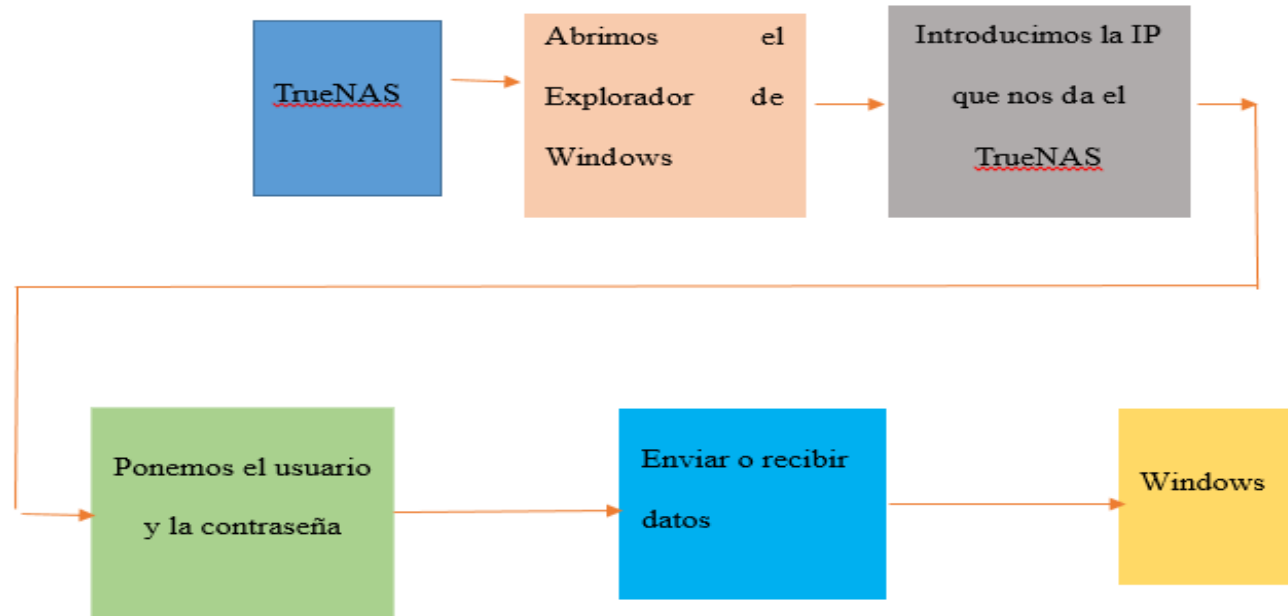 TrueNAS
Abrimos el
Explorador de
Windows
Introducimos la IP
que nos da el
TrueNAS
Ponemos el usuario
y la contraseña
Enviar o recibir
datos
Windows